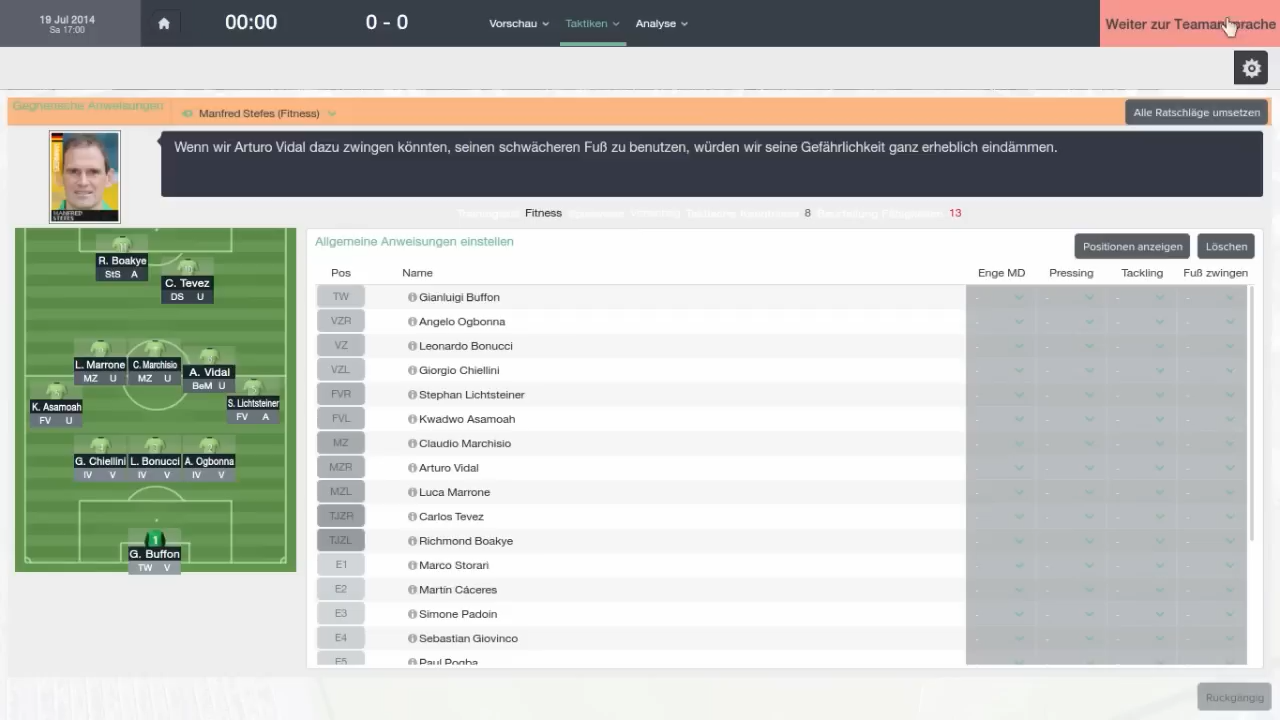 19 Jul 2014
Sa 17:00
00:00
0 - 0
Vorschau
Taktiken
Analyse
Weiter zur Teamansprache
Gegnerische Anweisungen
Manfred Stefes (Fitness)
Alle Ratschläge umsetzen
MANFRED
STEFES
Wenn wir Arturo Vidal dazu zwingen könnten, seinen schwächeren Fuß zu benutzen, würden wir seine Gefährlichkeit ganz erheblich eindämmen.
Fitness 8 13
Allgemeine Anweisungen einstellen
Positionen anzeigen
Löschen
Pos Name Enge MD Pressing Tackling Fuß zwingen
TW Gianluigi Buffon - - - -
VZR Angelo Ogbonna - - - -
VZ Leonardo Bonucci - - - -
VZL Giorgio Chiellini - - - -
FVR Stephan Lichtsteiner - - - -
FVL Kwadwo Asamoah - - - -
MZ Claudio Marchisio - - - -
MZR Arturo Vidal - - - -
MZL Luca Marrone - - - -
TJZR Carlos Tevez - - - -
TJZL Richmond Boakye - - - -
E1 Marco Storari - - - -
E2 Martín Cáceres - - - -
E3 Simone Padoin - - - -
E4 Sebastian Giovinco - - - -
E5 Paul Pogba - - - -
R. Boakye
StS A
C. Tevez
DS U
L. Marrone
MZ U
C. Marchisio
MZ U
A. Vidal
BeM U
K. Asamoah
FV U
S. Lichtsteiner
FV A
G. Chiellini
IV V
L. Bonucci
IV V
A. Ogbonna
IV V
1
G. Buffon
TW V
Rückgängig